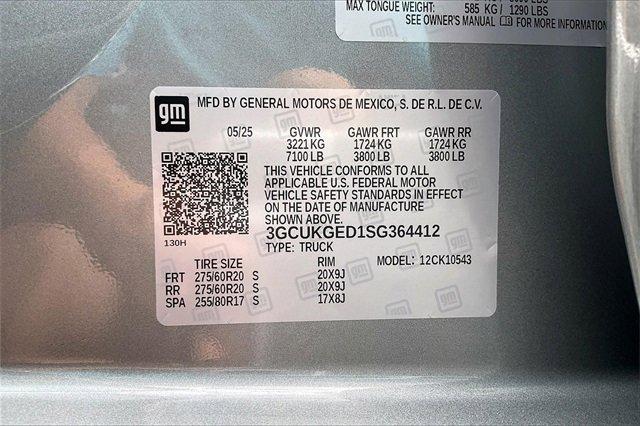 MAX TONGUE WEIGHT: 585 KG / 1290 LBS
SEE OWNER'S MANUAL FOR MORE INFORMATION
gm MFD BY GENERAL MOTORS DE MEXICO, S. DE R.L. DE C.V.
05/25 GVWR GAWR FRT GAWR RR
3221 KG 1724 KG 1724 KG
7100 LB 3800 LB 3800 LB
THIS VEHICLE CONFORMS TO ALL
APPLICABLE U.S. FEDERAL MOTOR
VEHICLE SAFETY STANDARDS IN EFFECT
ON THE DATE OF MANUFACTURE
SHOWN ABOVE.
130H
3GCUKGED1SG364412
TYPE: TRUCK
TIRE SIZE RIM MODEL: 12CK10543
FRT 275/60R20 S 20X9J
RR 275/60R20 S 20X9J
SPA 255/80R17 S 17X8J